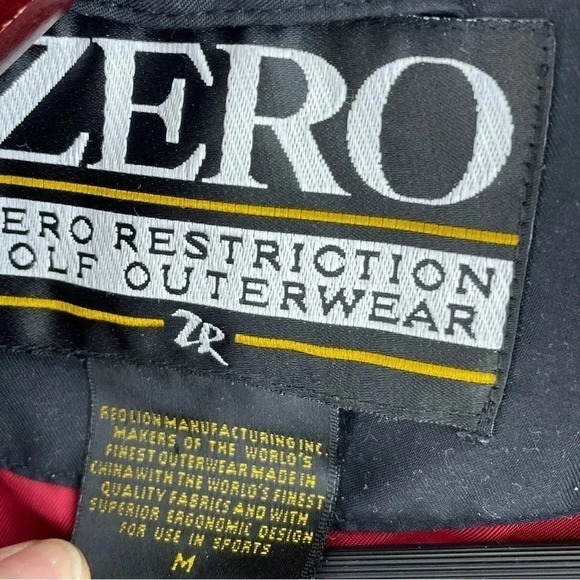 ZERO
ERO RESTRICTION
OLF OUTERWEAR
ZR
RED LION MANUFACTURING INC.
MAKERS OF THE WORLD'S
FINEST OUTERWEAR MADE IN
CHINA WITH THE WORLD'S FINEST
QUALITY FABRICS AND WITH
SUPERIOR ERGONOMIC DESIGN
FOR USE IN SPORTS
M